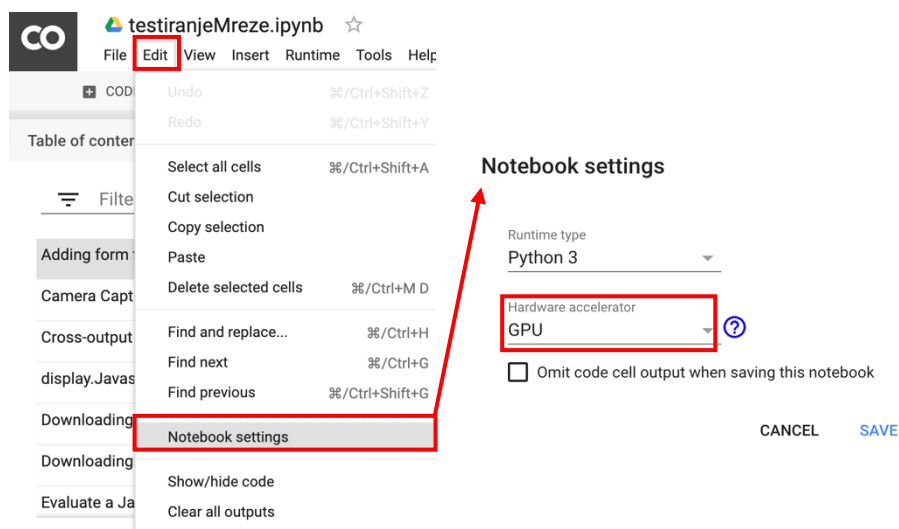 CO
testiranjeMreze.ipynb
File Edit View Insert Runtime Tools Help
COD
Undo ⌘/Ctrl+Shift+Z
Redo ⌘/Ctrl+Shift+Y
Table of conten
Select all cells ⌘/Ctrl+Shift+A
Filte
Cut selection
Copy selection
Adding form
Paste
Camera Capt
Delete selected cells ⌘/Ctrl+M D
Cross-output
Find and replace... ⌘/Ctrl+H
Find next ⌘/Ctrl+G
display.Javas
Find previous ⌘/Ctrl+Shift+G
Downloading
Notebook settings
Downloading
Show/hide code
Evaluate a Ja
Clear all outputs
Notebook settings
Runtime type
Python 3
Hardware accelerator
GPU ?
Omit code cell output when saving this notebook
CANCEL SAVE